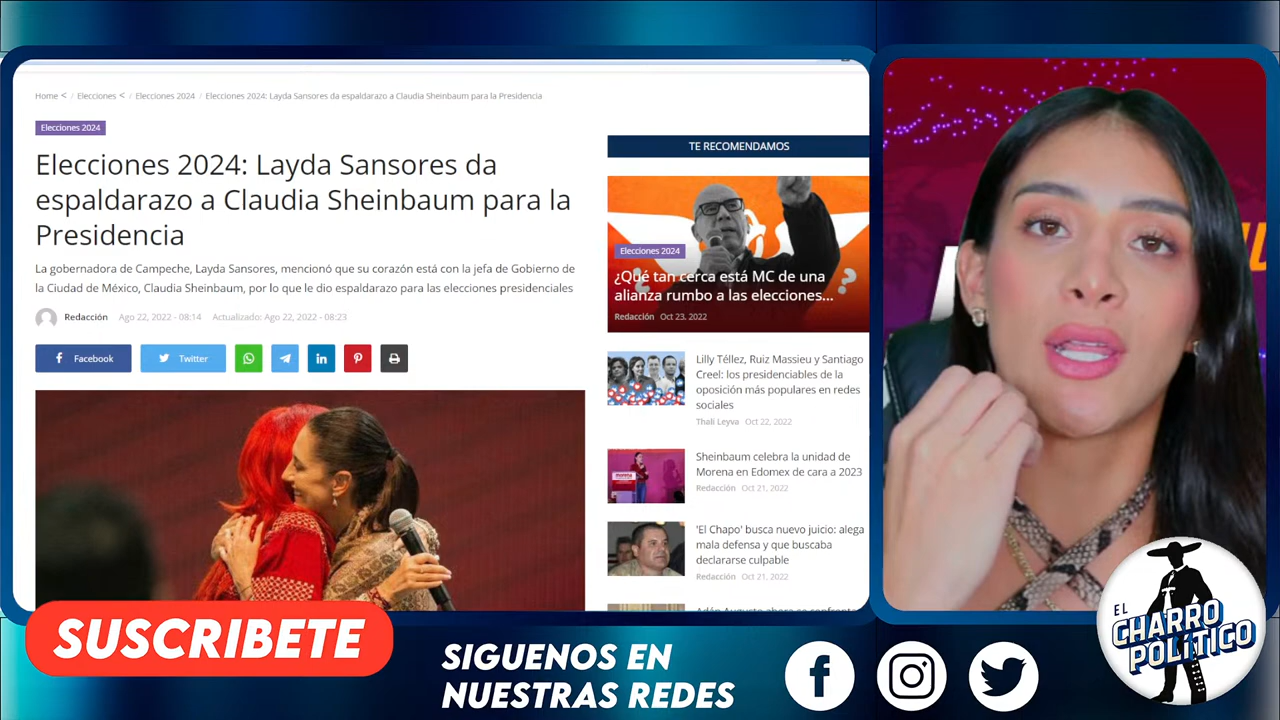 Home < / Elecciones < / Elecciones 2024 / Elecciones 2024: Layda Sansores da espaldarazo a Claudia Sheinbaum para la Presidencia
Elecciones 2024
Elecciones 2024: Layda Sansores da
espaldarazo a Claudia Sheinbaum para la
Presidencia
La gobernadora de Campeche, Layda Sansores, mencionó que su corazón está con la jefa de Gobierno de
la Ciudad de México, Claudia Sheinbaum, por lo que le dio espaldarazo para las elecciones presidenciales
Redacción Ago 22, 2022 - 08:14 Actualizado: Ago 22, 2022 - 08:23
Facebook
Twitter
TE RECOMENDAMOS
Elecciones 2024
¿Qué tan cerca está MC de una
alianza rumbo a las elecciones...
Redacción Oct 23, 2022
Lilly Téllez, Ruiz Massieu y Santiago
Creel: los presidenciables de la
oposición más populares en redes
sociales
Thalí Leyva Oct 22, 2022
Sheinbaum celebra la unidad de
Morena en Edomex de cara a 2023
Redacción Oct 21, 2022
'El Chapo' busca nuevo juicio: alega
mala defensa y que buscaba
declararse culpable
Redacción Oct 21, 2022
SUSCRIBETE
SIGUENOS EN
NUESTRAS REDES
EL
CHARRO
POLÍTICO